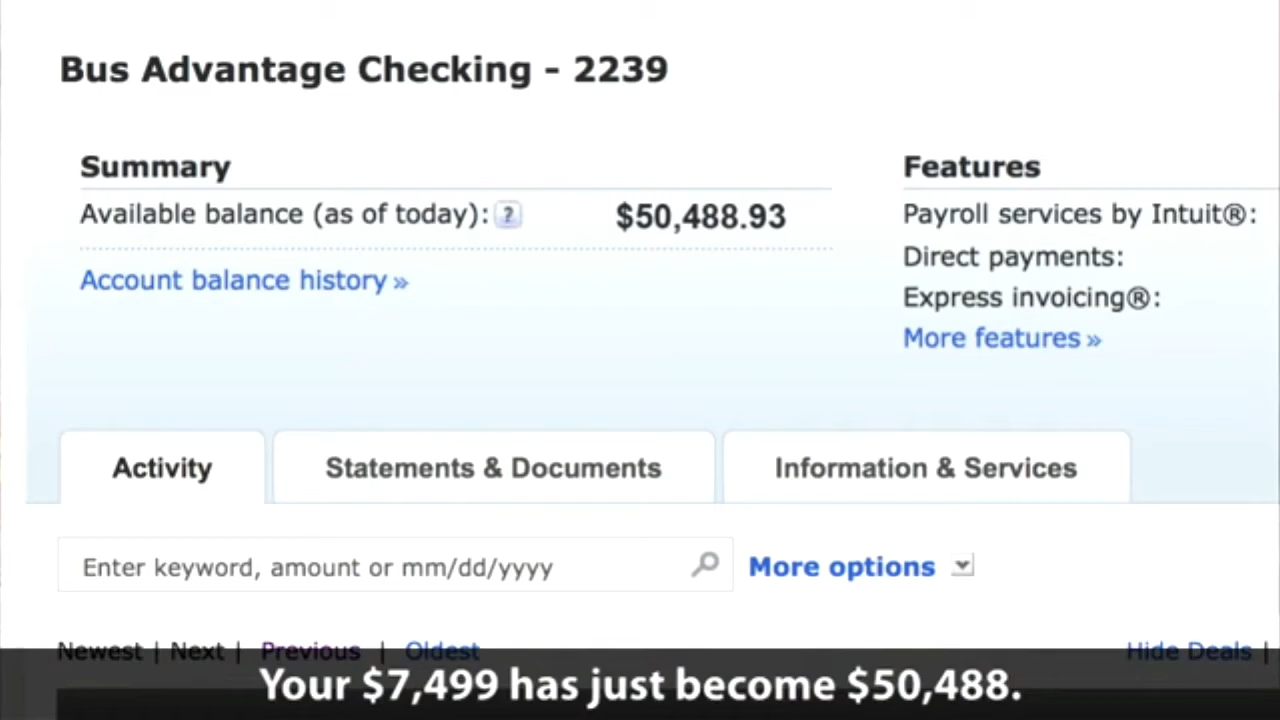 Bus Advantage Checking - 2239
Summary
Available balance (as of today): ? $50,488.93
Account balance history »
Features
Payroll services by Intuit®:
Direct payments:
Express invoicing®:
More features »
Activity Statements & Documents Information & Services
Enter keyword, amount or mm/dd/yyyy More options
Newest | Next | Previous | Oldest Hide Deals |
Your $7,499 has just become $50,488.